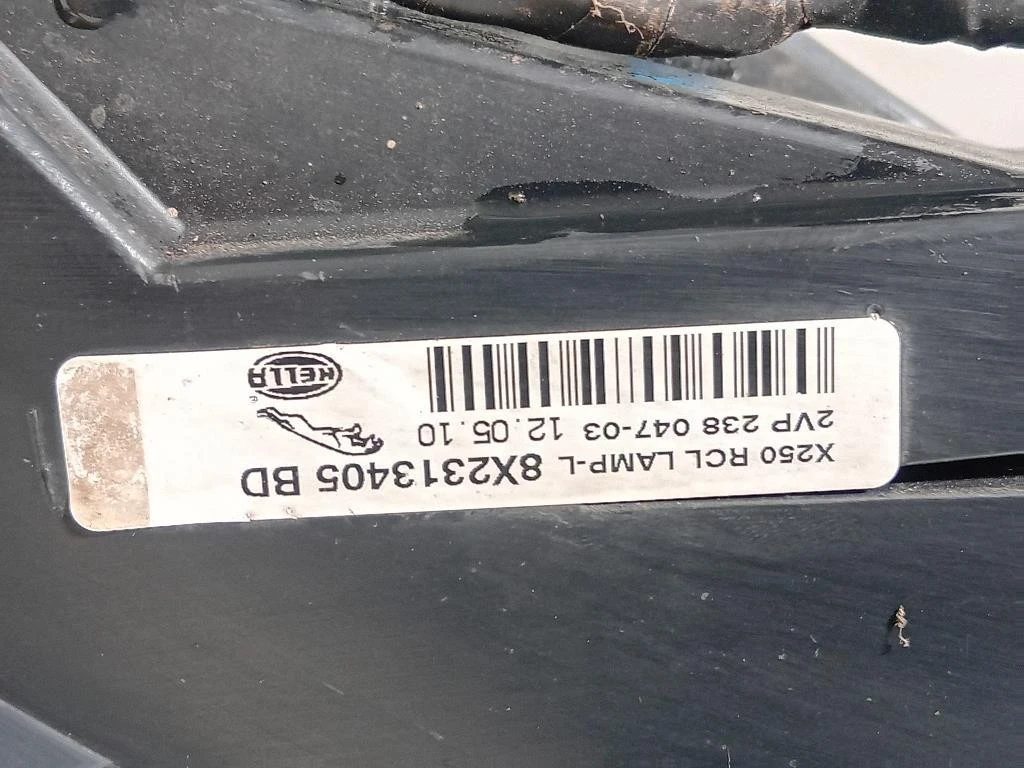 X250 RCL LAMP-L 8X2313405 BD
2VP 238 047-03 12.05.10
HELLA
®